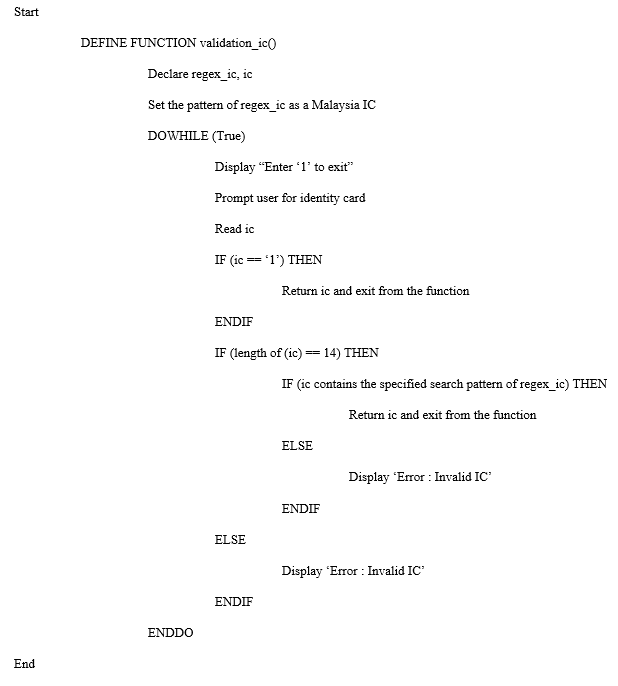 Start
DEFINE FUNCTION validation_ic()
Declare regex_ic, ic
Set the pattern of regex_ic as a Malaysia IC
DOWHILE (True)
Display “Enter ‘1’ to exit”
Prompt user for identity card
Read ic
IF (ic == ‘1’) THEN
Return ic and exit from the function
ENDIF
IF (length of (ic) == 14) THEN
IF (ic contains the specified search pattern of regex_ic) THEN
Return ic and exit from the function
ELSE
Display ‘Error : Invalid IC’
ENDIF
ELSE
Display ‘Error : Invalid IC’
ENDIF
ENDDO
End